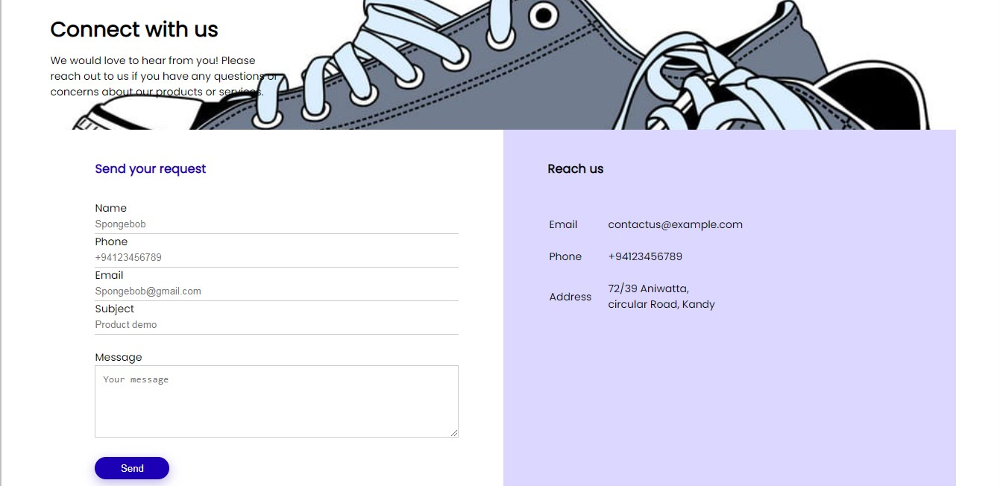 Connect with us
We would love to hear from you! Please
reach out to us if you have any questions or
concerns about our products or services.
Send your request
Name
Spongebob
Phone
+94123456789
Email
Spongebob@gmail.com
Subject
Product demo
Message
Your message
Send
Reach us
Email contactus@example.com
Phone +94123456789
Address 72/39 Aniwatta,
circular Road, Kandy